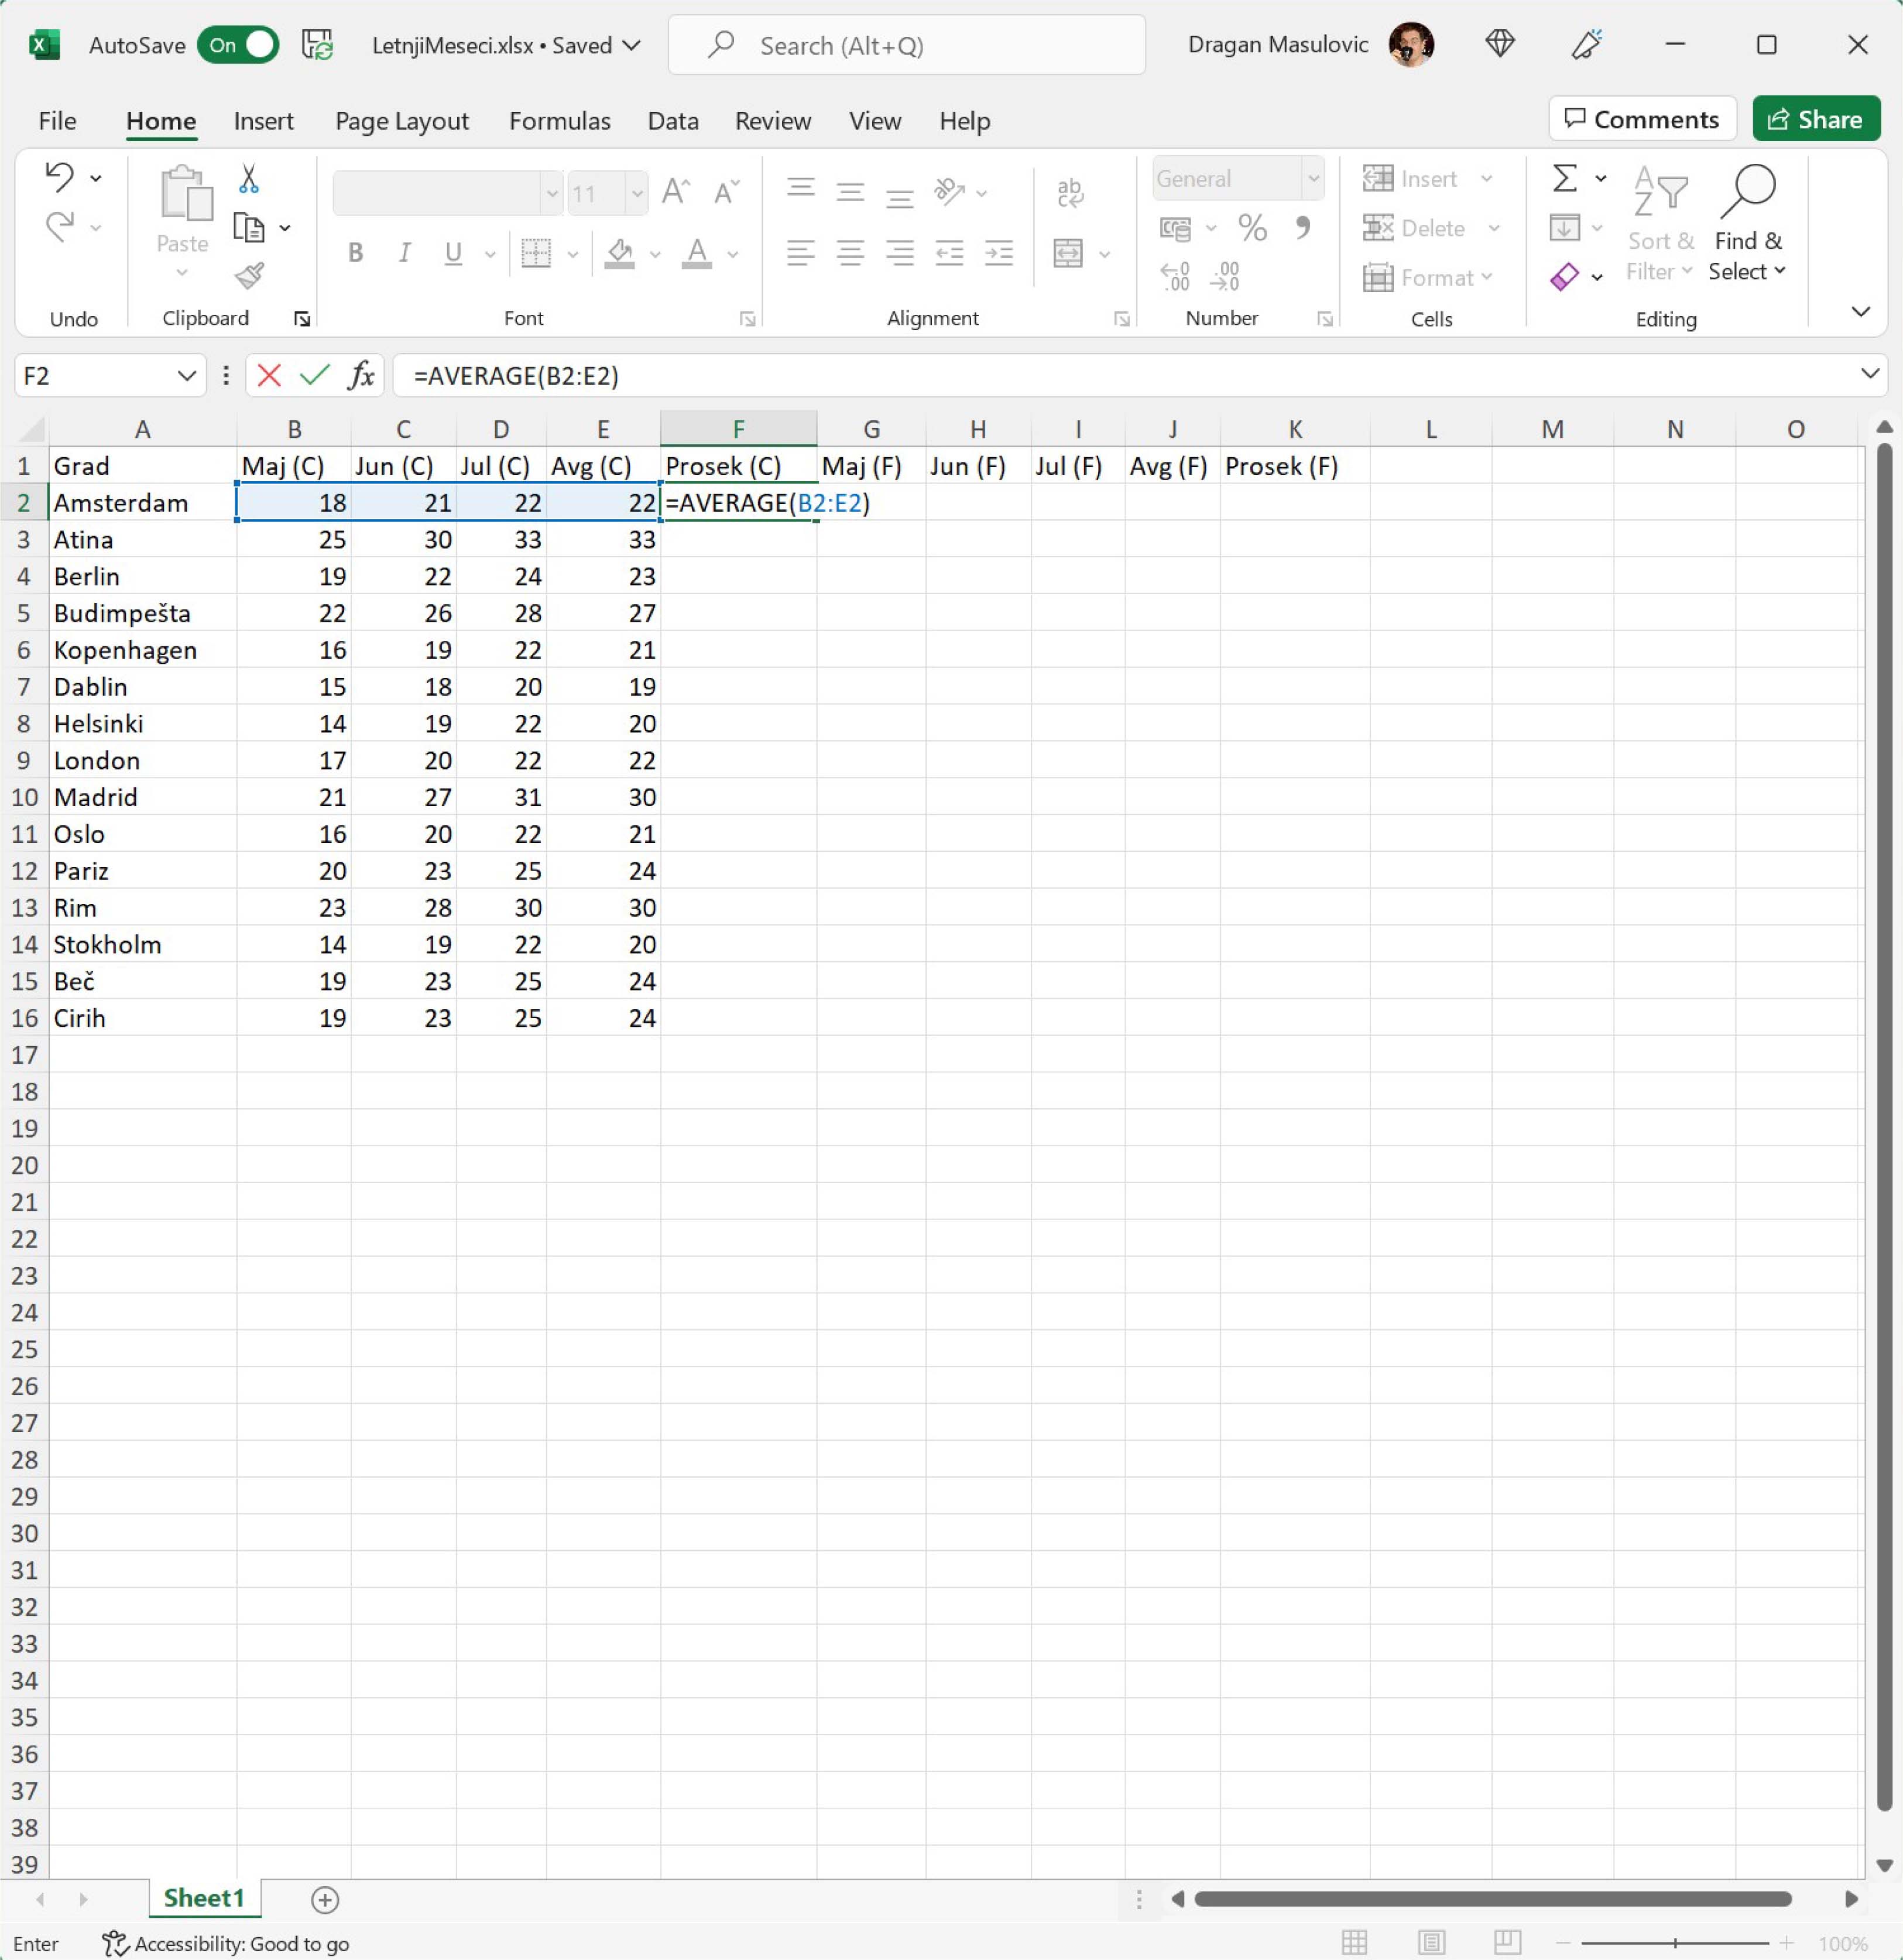 AutoSave On LetnjiMeseci.xlsx • Saved Search (Alt+Q) Dragan Masulovic
File Home Insert Page Layout Formulas Data Review View Help Comments Share
Paste
11
General
Insert
Delete
Format
Sort & Filter
Find & Select
Undo Clipboard Font Alignment Number Cells Editing
F2 fx =AVERAGE(B2:E2)
A B C D E F G H I J K L M N O
1 Grad Maj (C) Jun (C) Jul (C) Avg (C) Prosek (C) Maj (F) Jun (F) Jul (F) Avg (F) Prosek (F)
2 Amsterdam 18 21 22 22 =AVERAGE(B2:E2)
3 Atina 25 30 33 33
4 Berlin 19 22 24 23
5 Budimpešta 22 26 28 27
6 Kopenhagen 16 19 22 21
7 Dablin 15 18 20 19
8 Helsinki 14 19 22 20
9 London 17 20 22 22
10 Madrid 21 27 31 30
11 Oslo 16 20 22 21
12 Pariz 20 23 25 24
13 Rim 23 28 30 30
14 Stokholm 14 19 22 20
15 Beč 19 23 25 24
16 Cirih 19 23 25 24
17
18
19
20
21
22
23
24
25
26
27
28
29
30
31
32
33
34
35
36
37
38
39
Sheet1
Enter Accessibility: Good to go 100%